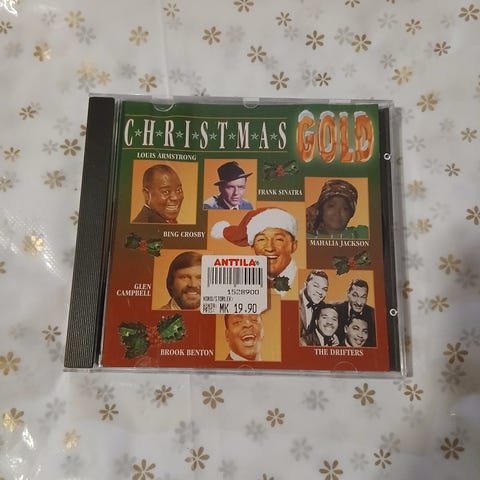 CHRISTMAS GOLD
LOUIS ARMSTRONG
FRANK SINATRA
BING CROSBY
MAHALIA JACKSON
ANTTILA
1528900
GLEN
CAMPBELL
MK 19.90
BROOK BENTON
THE DRIFTERS